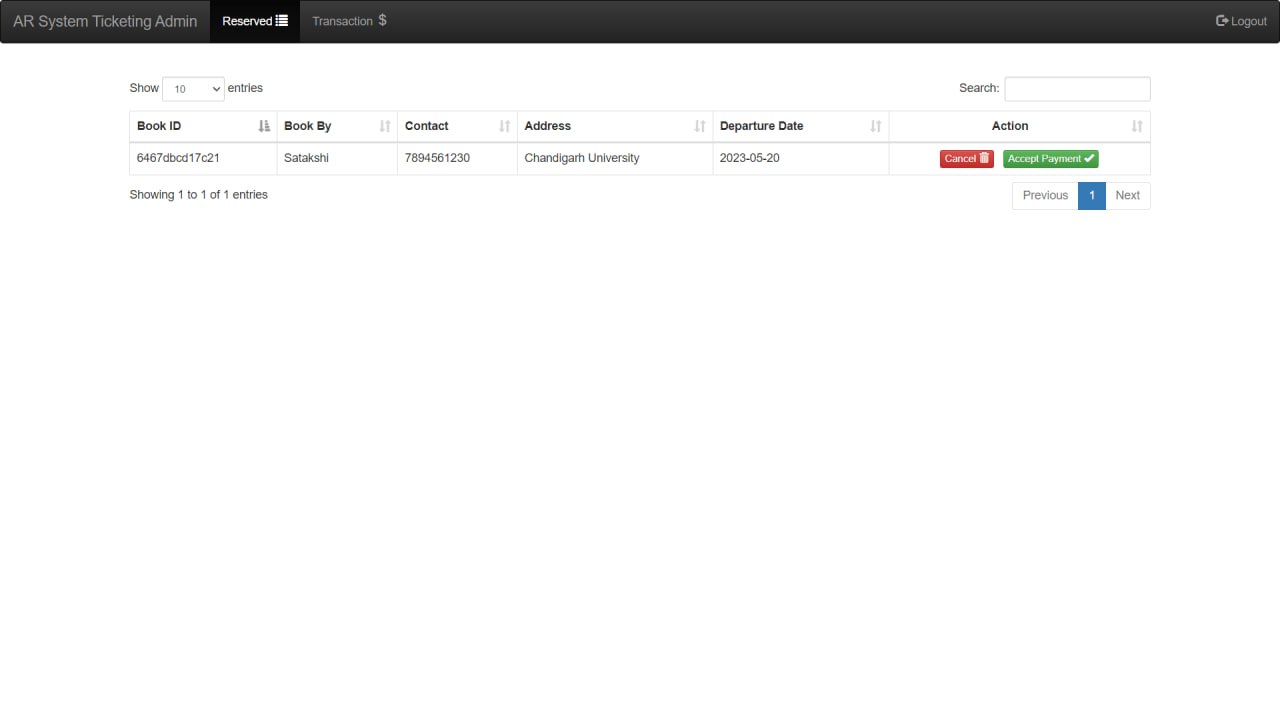 AR System Ticketing Admin Reserved Transaction $ Logout
Show 10 entries Search:
Book ID Book By Contact Address Departure Date Action
6467dbcd17c21 Satakshi 7894561230 Chandigarh University 2023-05-20 Cancel Accept Payment
Showing 1 to 1 of 1 entries Previous 1 Next